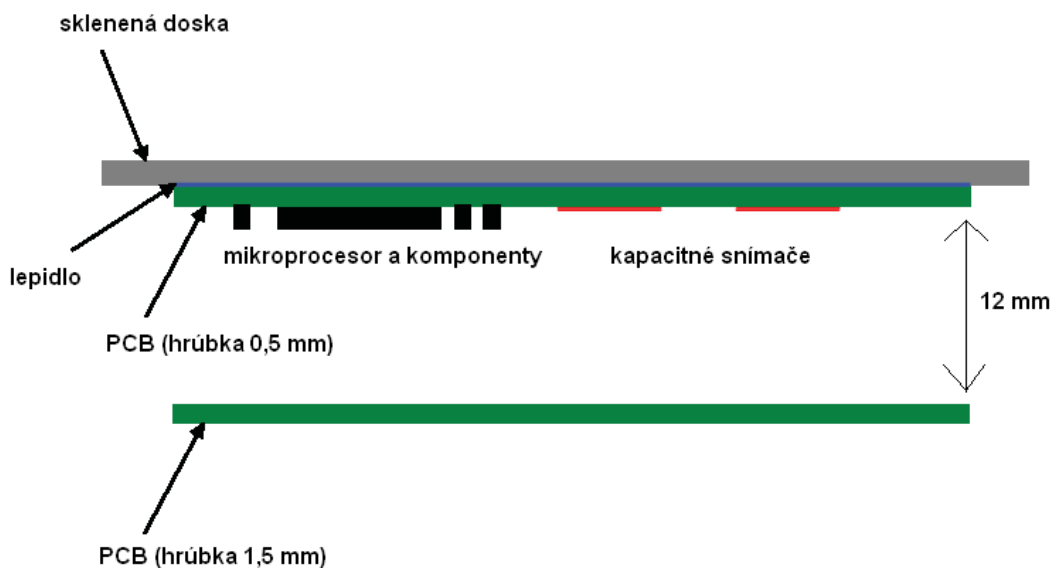 sklenená doska
mikroprocesor a komponenty
kapacitné snímače
lepidlo
12 mm
PCB (hrúbka 0,5 mm)
PCB (hrúbka 1,5 mm)